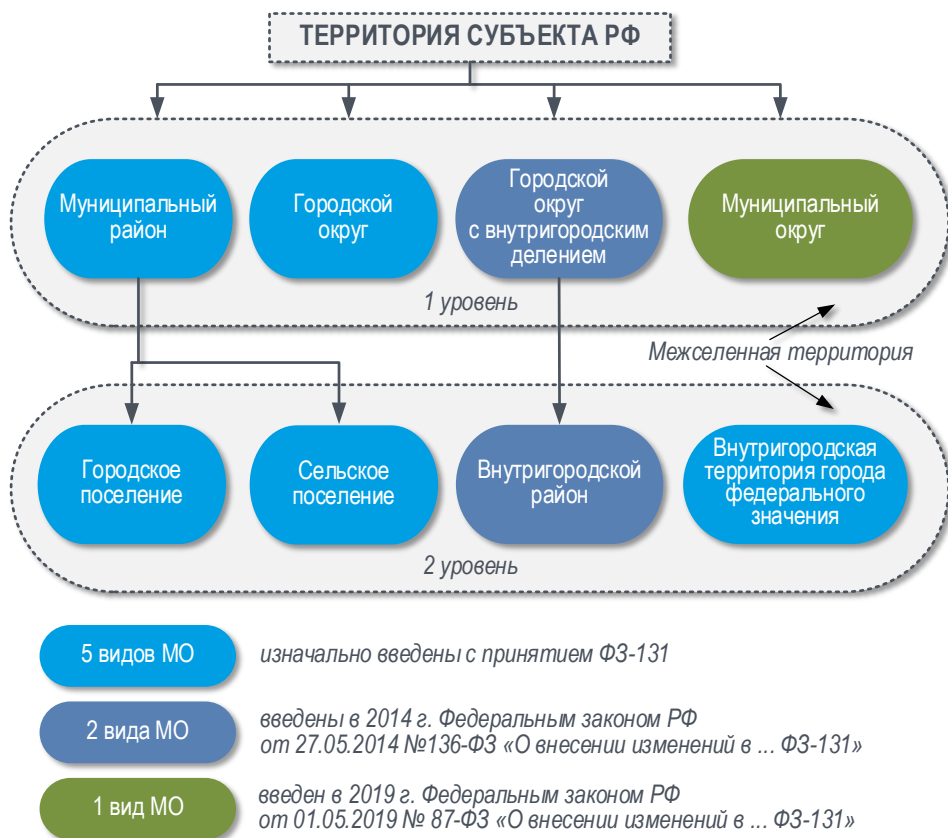 ТЕРРИТОРИЯ СУБЪЕКТА РФ
Муниципальный
район
Городской
округ
Городской
округ
с внутригородским
делением
Муниципальный
округ
1 уровень
Межселенная территория
Городское
поселение
Сельское
поселение
Внутригородской
район
Внутригородская
территория города
федерального
значения
2 уровень
5 видов МО
изначально введены с принятием ФЗ-131
2 вида МО
введены в 2014 г. Федеральным законом РФ
от 27.05.2014 №136-ФЗ «О внесении изменений в ... ФЗ-131»
1 вид МО
введен в 2019 г. Федеральным законом РФ
от 01.05.2019 № 87-ФЗ «О внесении изменений в ... ФЗ-131»